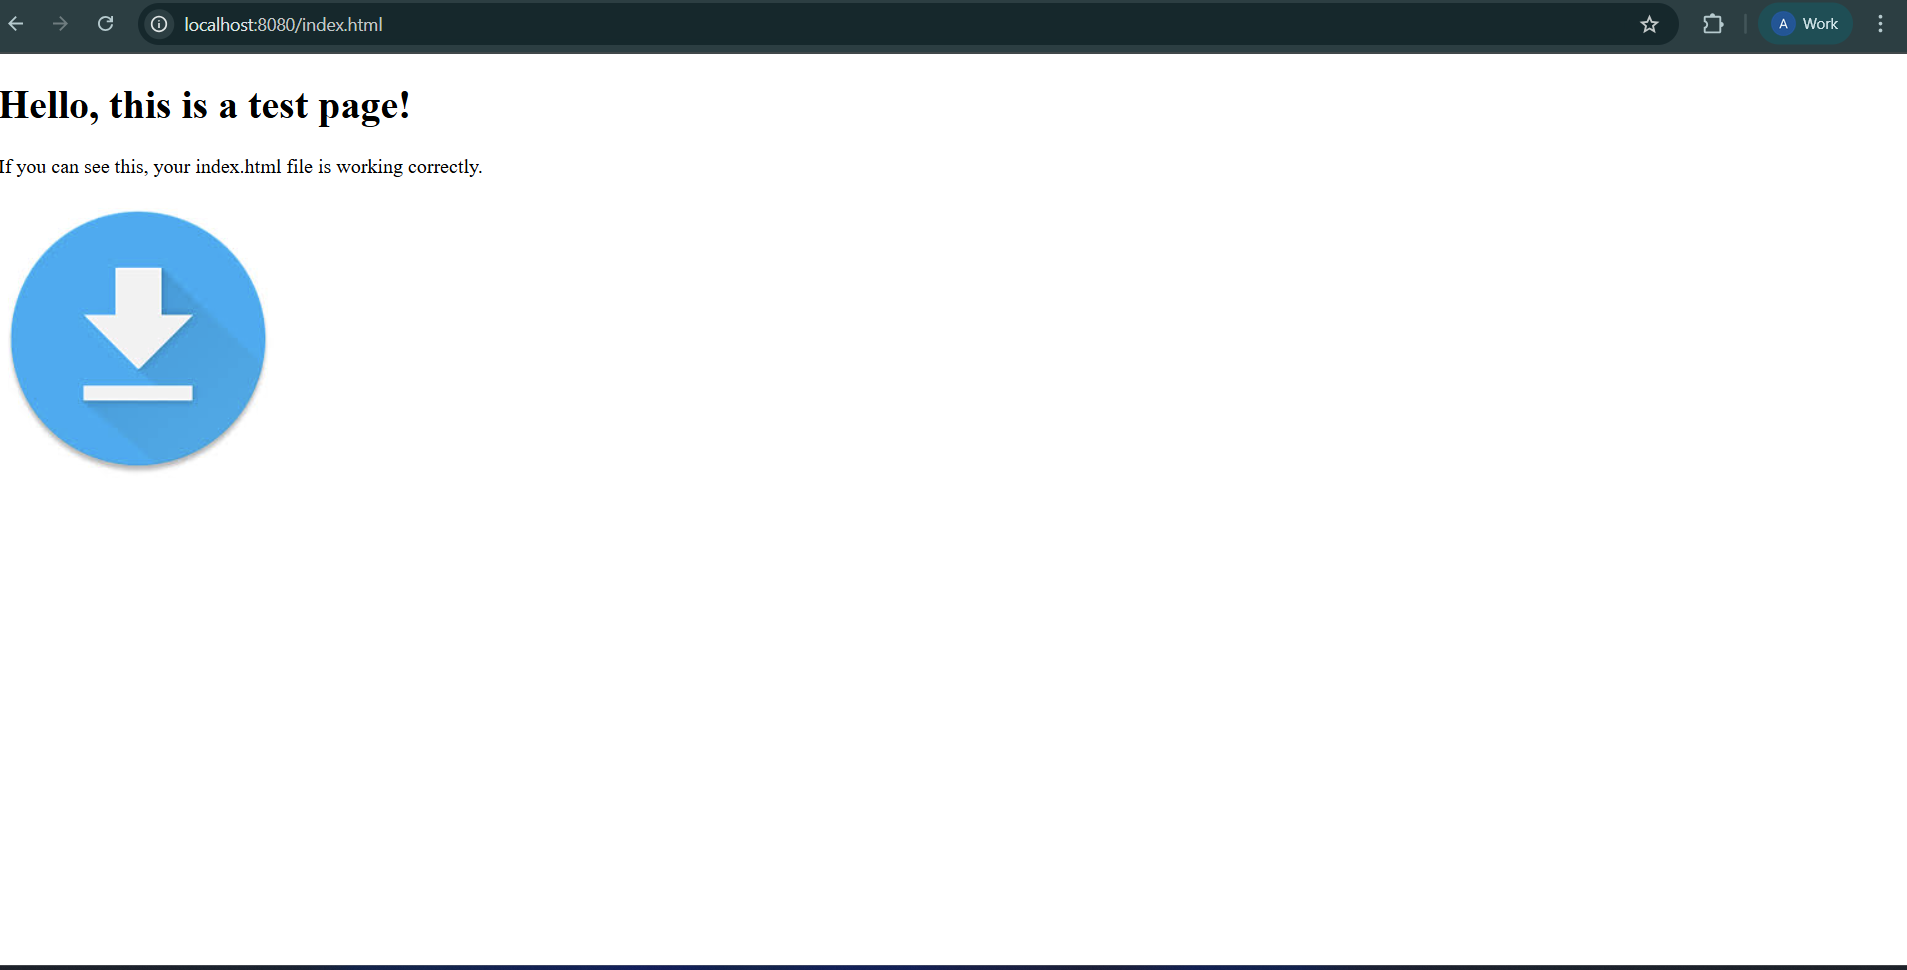 localhost:8080/index.html
A Work
Hello, this is a test page!
If you can see this, your index.html file is working correctly.